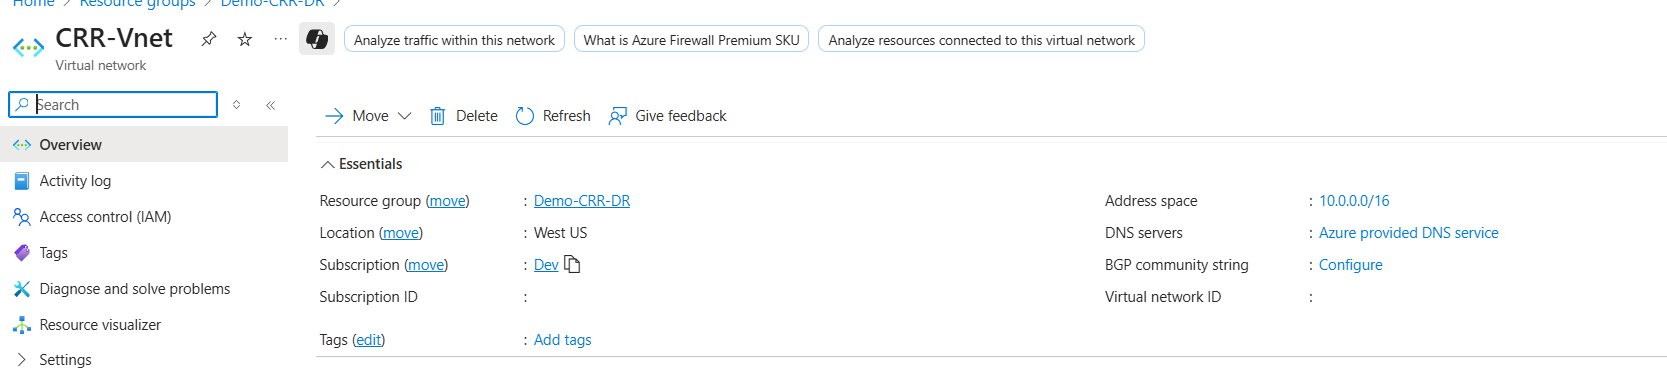 Home > Resource groups > Demo-CRR-DR >
CRR-Vnet
Virtual network
Analyze traffic within this network
What is Azure Firewall Premium SKU
Analyze resources connected to this virtual network
Search
Overview
Activity log
Access control (IAM)
Tags
Diagnose and solve problems
Resource visualizer
Settings
Move
Delete
Refresh
Give feedback
Essentials
Resource group (move) : Demo-CRR-DR
Location (move) : West US
Subscription (move) : Dev
Subscription ID :
Tags (edit) : Add tags
Address space : 10.0.0.0/16
DNS servers : Azure provided DNS service
BGP community string : Configure
Virtual network ID :